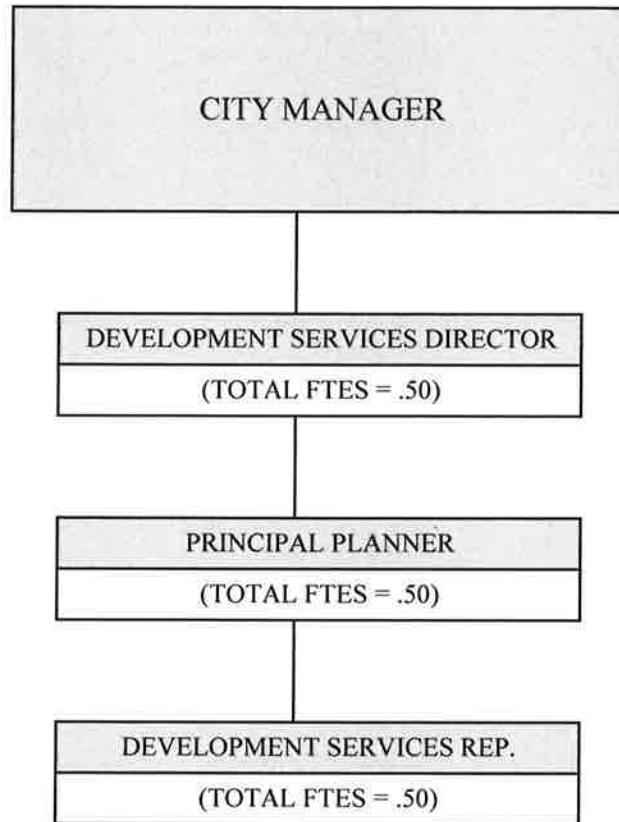 CITY MANAGER
DEVELOPMENT SERVICES DIRECTOR
(TOTAL FTES = .50)
PRINCIPAL PLANNER
(TOTAL FTES = .50)
DEVELOPMENT SERVICES REP.
(TOTAL FTES = .50)